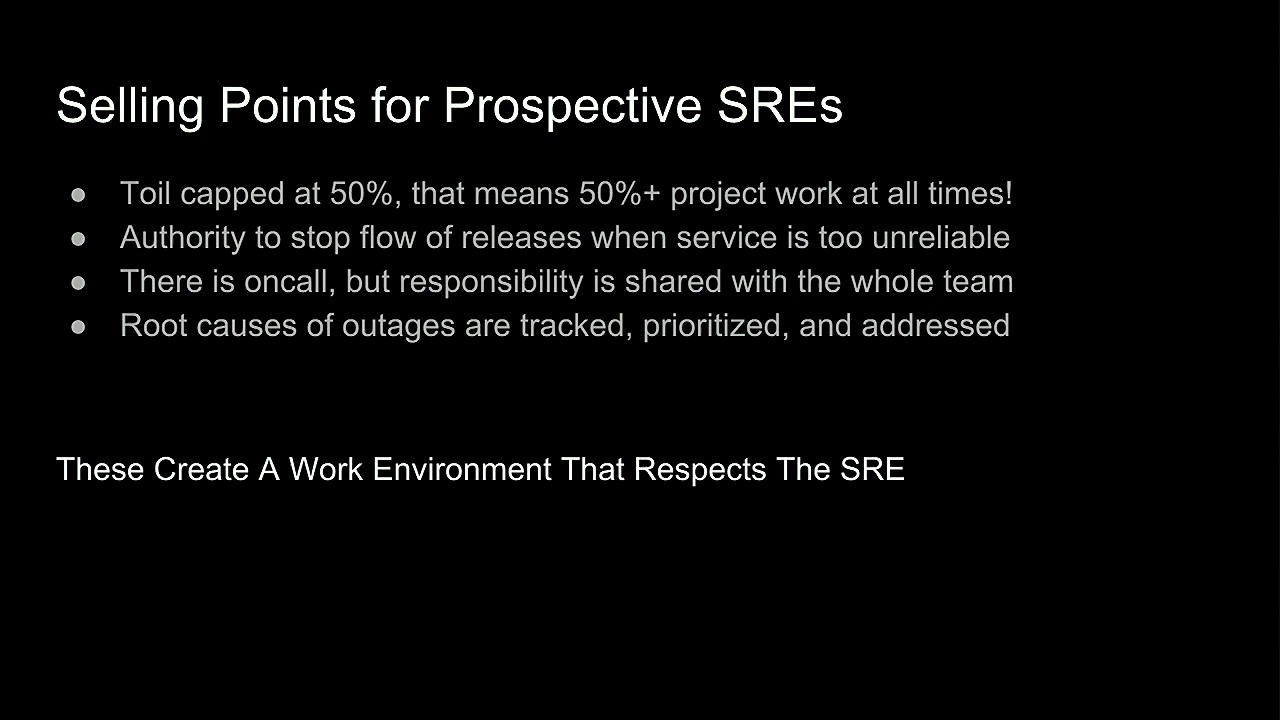 Selling Points for Prospective SREs
● Toil capped at 50%, that means 50%+ project work at all times!
● Authority to stop flow of releases when service is too unreliable
● There is oncall, but responsibility is shared with the whole team
● Root causes of outages are tracked, prioritized, and addressed
These Create A Work Environment That Respects The SRE